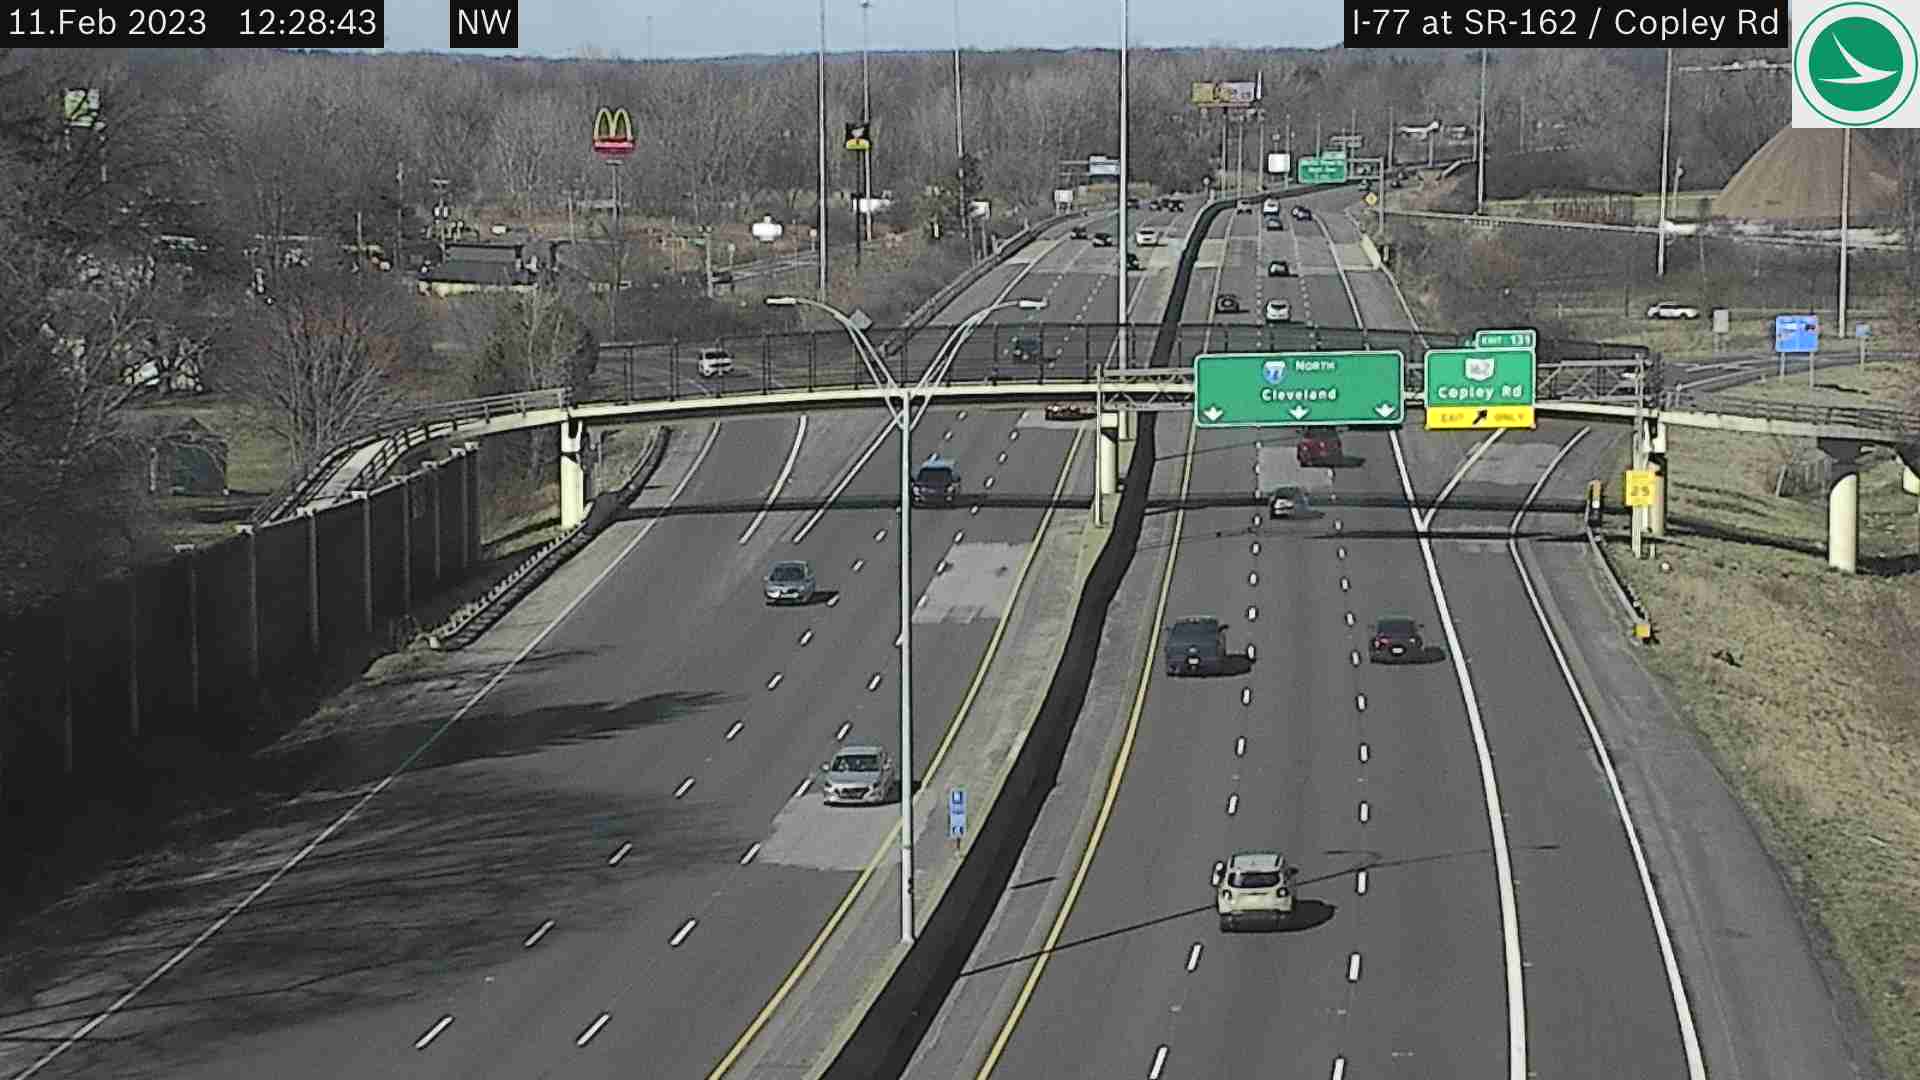 11.Feb 2023 12:28:43
NW
I-77 at SR-162 / Copley Rd
EXIT 131
77 NORTH
Cleveland
162
Copley Rd
EXIT ONLY
25